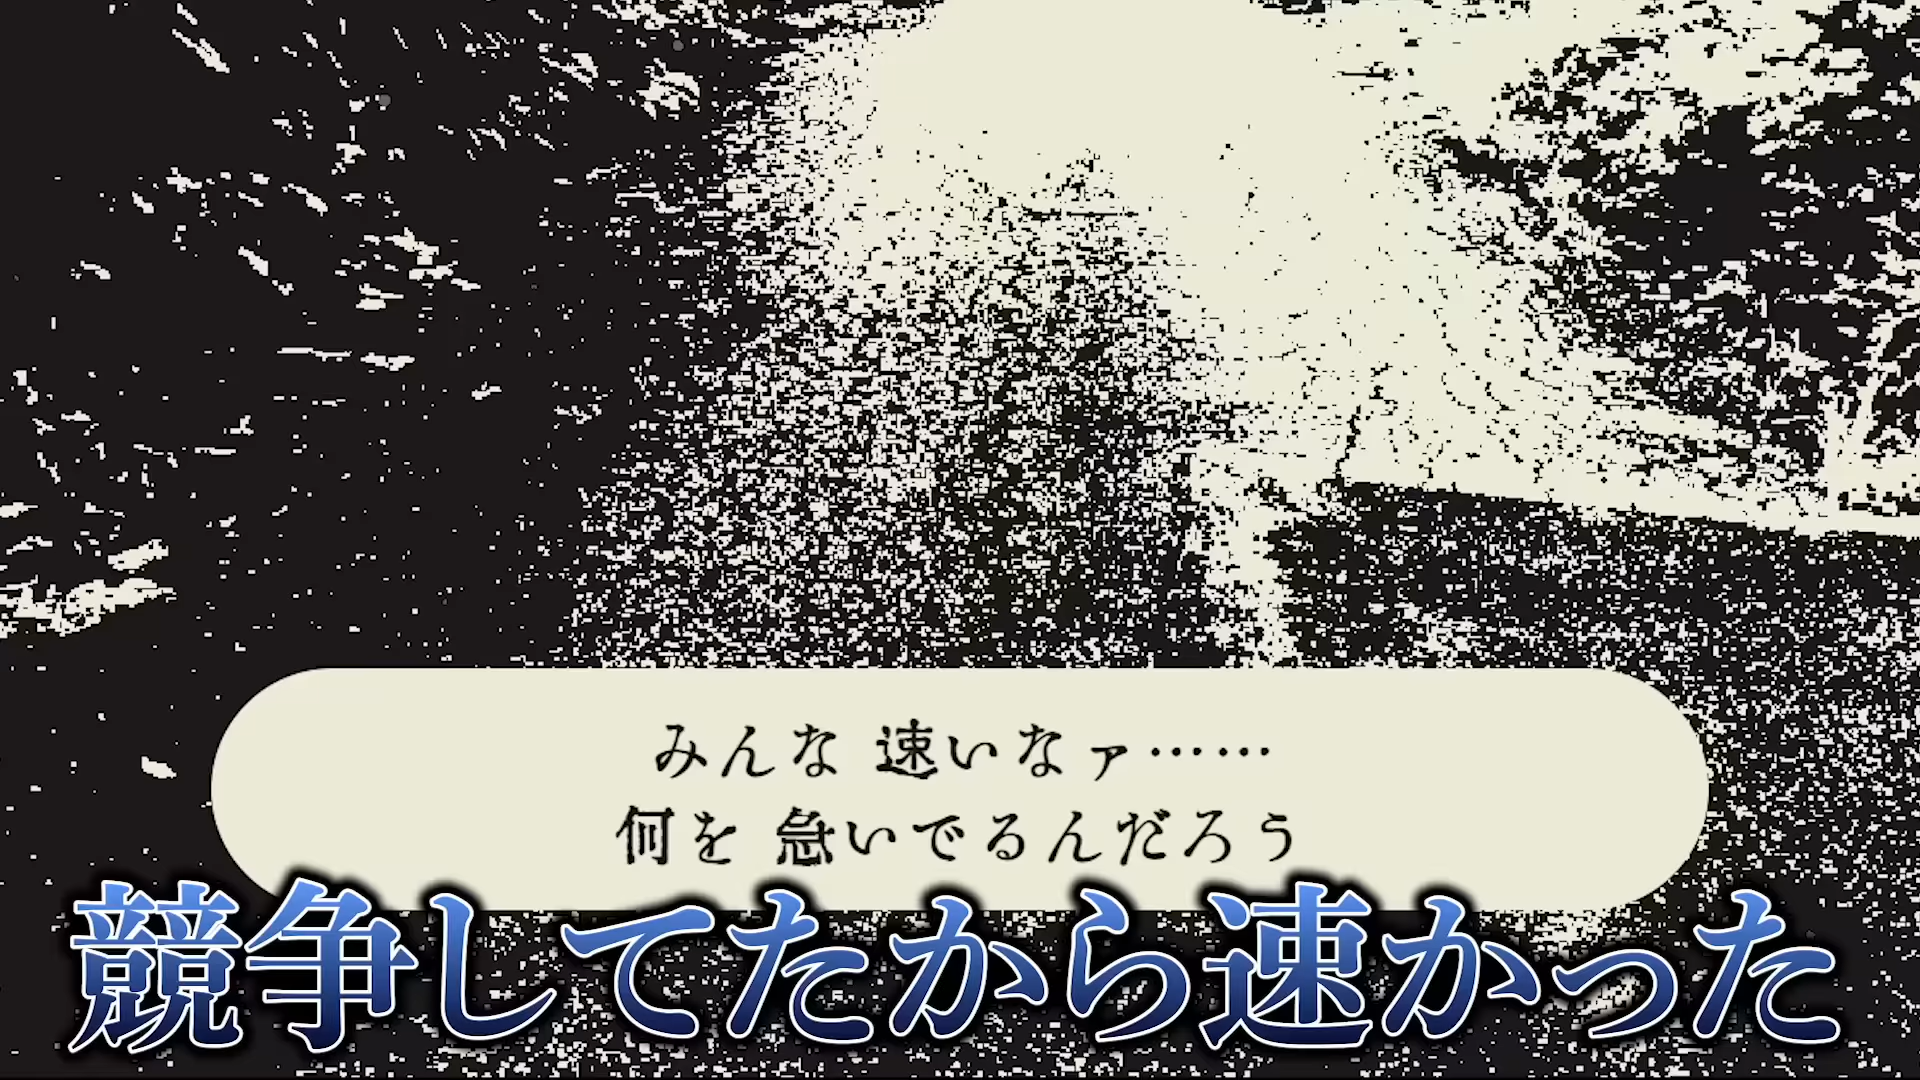 みんな 速いなァ……
何を 急いでるんだろう
競争してたから速かった